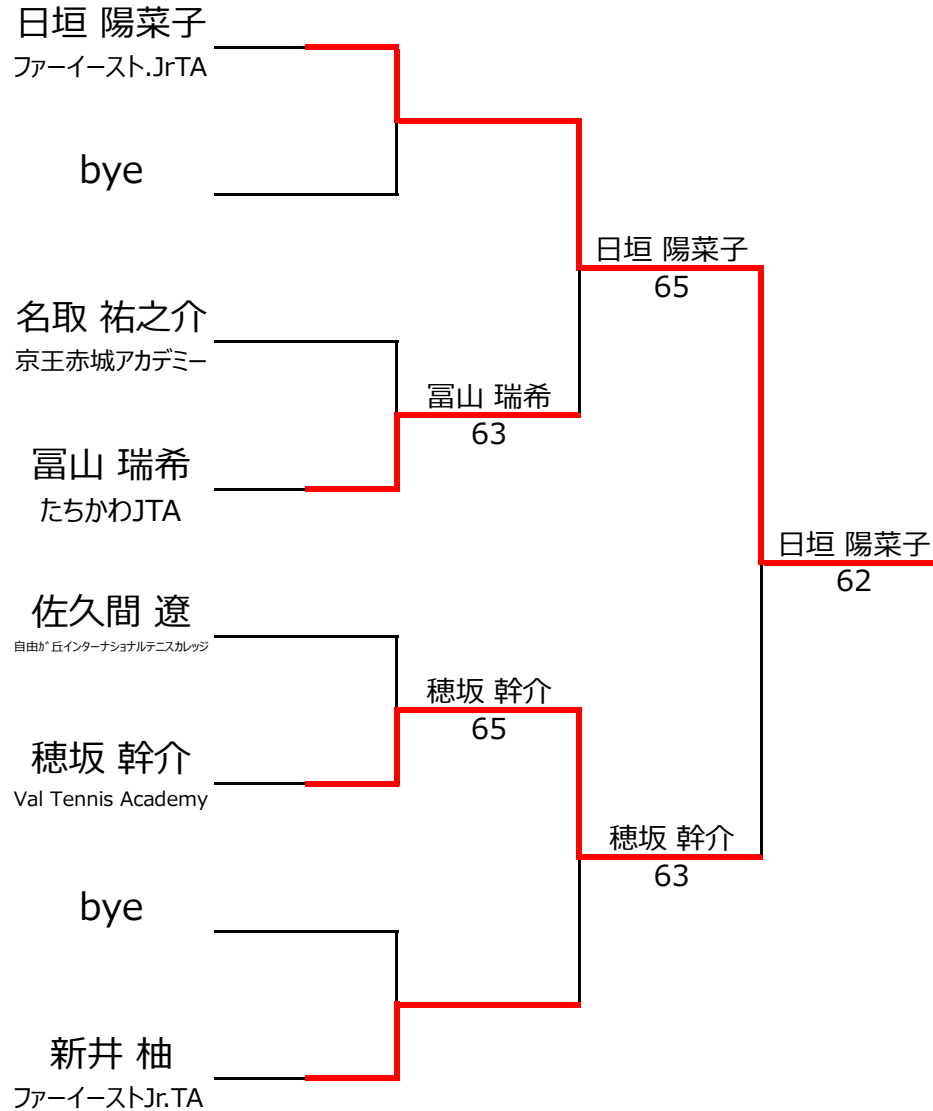 日垣 陽菜子
ファーイースト.JrTA
bye
名取 祐之介
京王赤城アカデミー
冨山 瑞希
たちかわJTA
佐久間 遼
自由が丘インターナショナルテニスカレッジ
穂坂 幹介
Val Tennis Academy
bye
新井 柚
ファーイーストJr.TA
冨山 瑞希
63
穂坂 幹介
65
日垣 陽菜子
65
穂坂 幹介
63
日垣 陽菜子
62